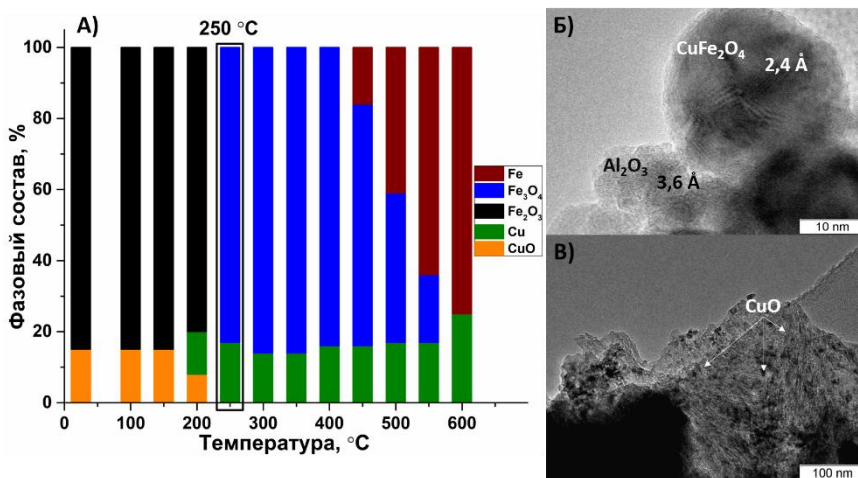 А)
250 °C
Фазовый состав, %
100
80
60
40
20
0
0
100
200
300
400
500
600
Температура, °C
Fe
Fe₃O₄
Fe₂O₃
Cu
CuO
Б)
CuFe₂O₄
2,4 Å
Al₂O₃
3,6 Å
10 nm
В)
CuO
100 nm